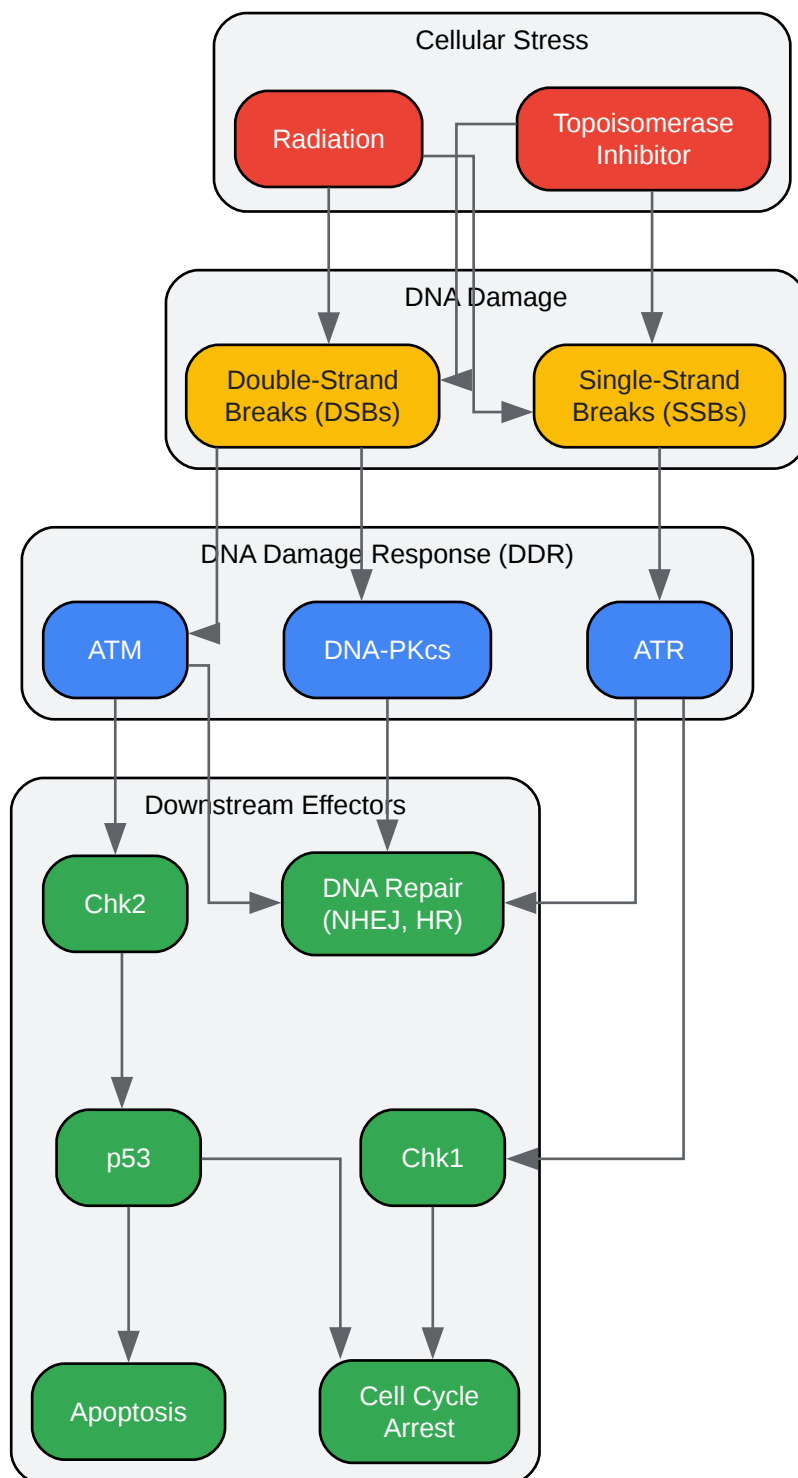 Cellular Stress
Radiation
Topoisomerase
Inhibitor
DNA Damage
Double-Strand
Breaks (DSBs)
Single-Strand
Breaks (SSBs)
DNA Damage Response (DDR)
ATM
DNA-PKcs
ATR
Downstream Effectors
Chk2
DNA Repair
(NHEJ, HR)
p53
Chk1
Apoptosis
Cell Cycle
Arrest